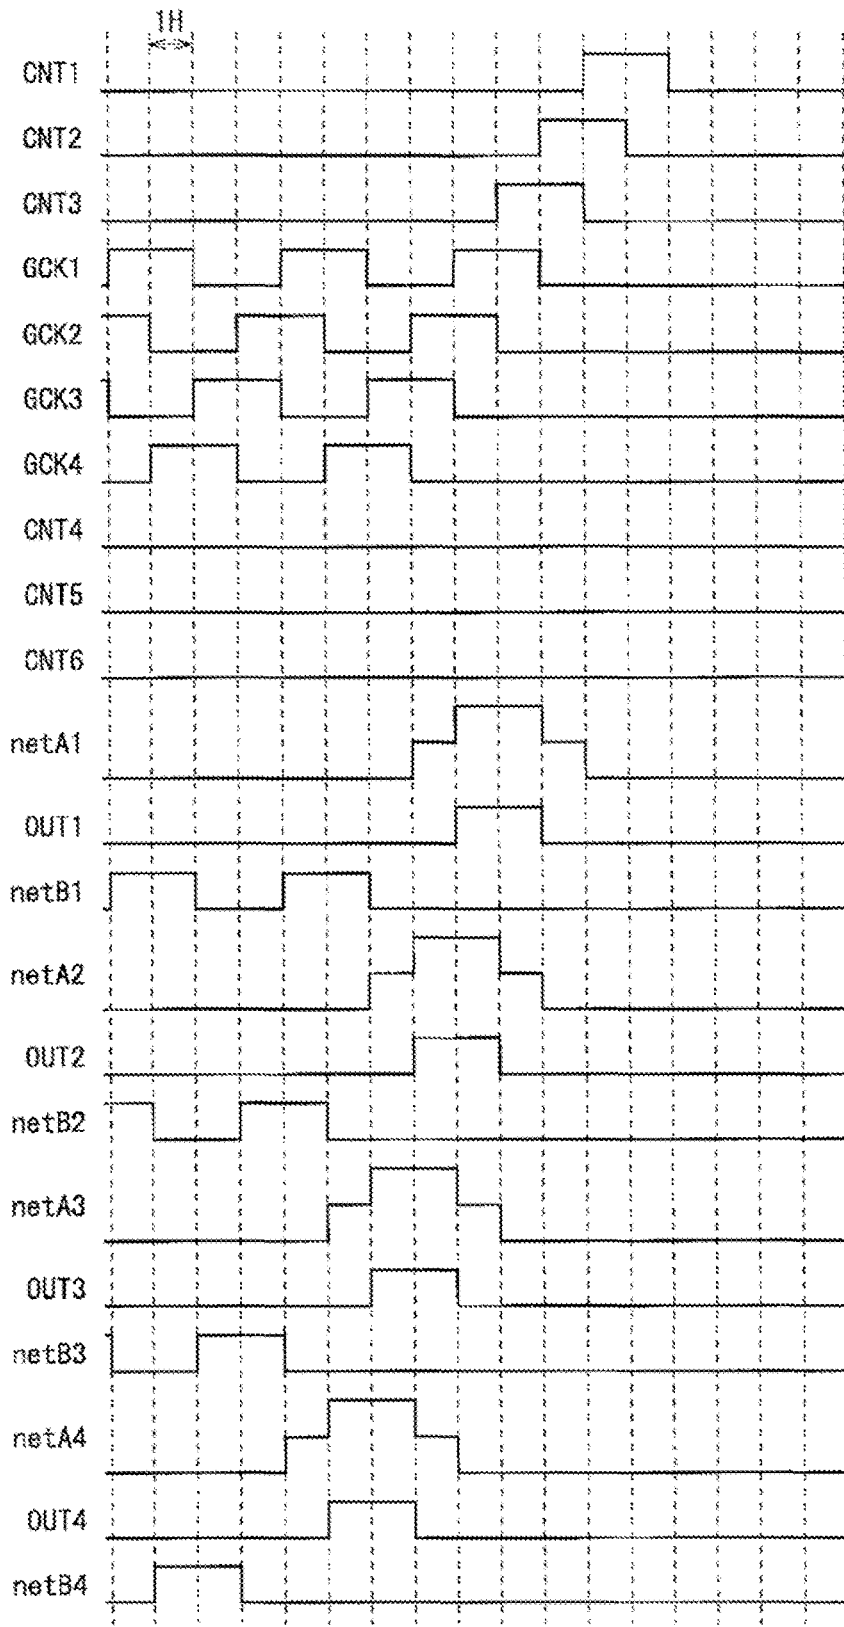 1H
CNT1
CNT2
CNT3
GCK1
GCK2
GCK3
GCK4
CNT4
CNT5
CNT6
netA1
OUT1
netB1
netA2
OUT2
netB2
netA3
OUT3
netB3
netA4
OUT4
netB4